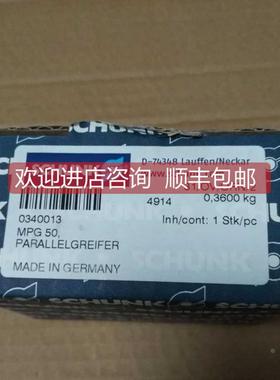 SCHUNK
D-74348 Lauffen/Neckar
欢迎进店咨询 顺丰包邮
4914
0,3600 kg
0340013
Inh/cont: 1 Stk/pc
MPG 50,
PARALLELGREIFER
MADE IN GERMANY
SCHUNK